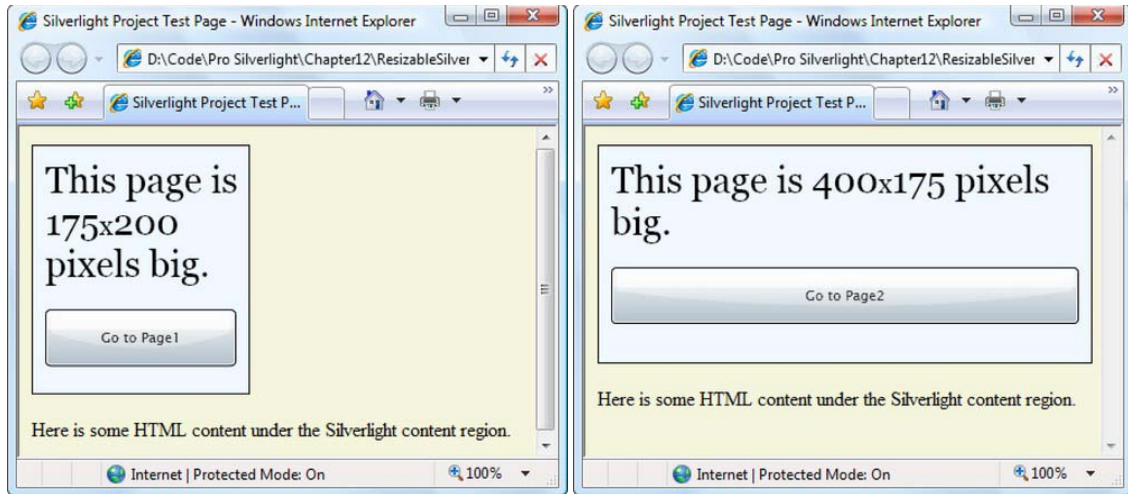 Silverlight Project Test Page - Windows Internet Explorer
D:\Code\Pro Silverlight\Chapter12\ResizableSilver
Silverlight Project Test P...
This page is
175x200
pixels big.
Go to Page1
Here is some HTML content under the Silverlight content region.
Internet | Protected Mode: On
100%
Silverlight Project Test Page - Windows Internet Explorer
D:\Code\Pro Silverlight\Chapter12\ResizableSilver
Silverlight Project Test P...
This page is 400x175 pixels
big.
Go to Page2
Here is some HTML content under the Silverlight content region.
Internet | Protected Mode: On
100%